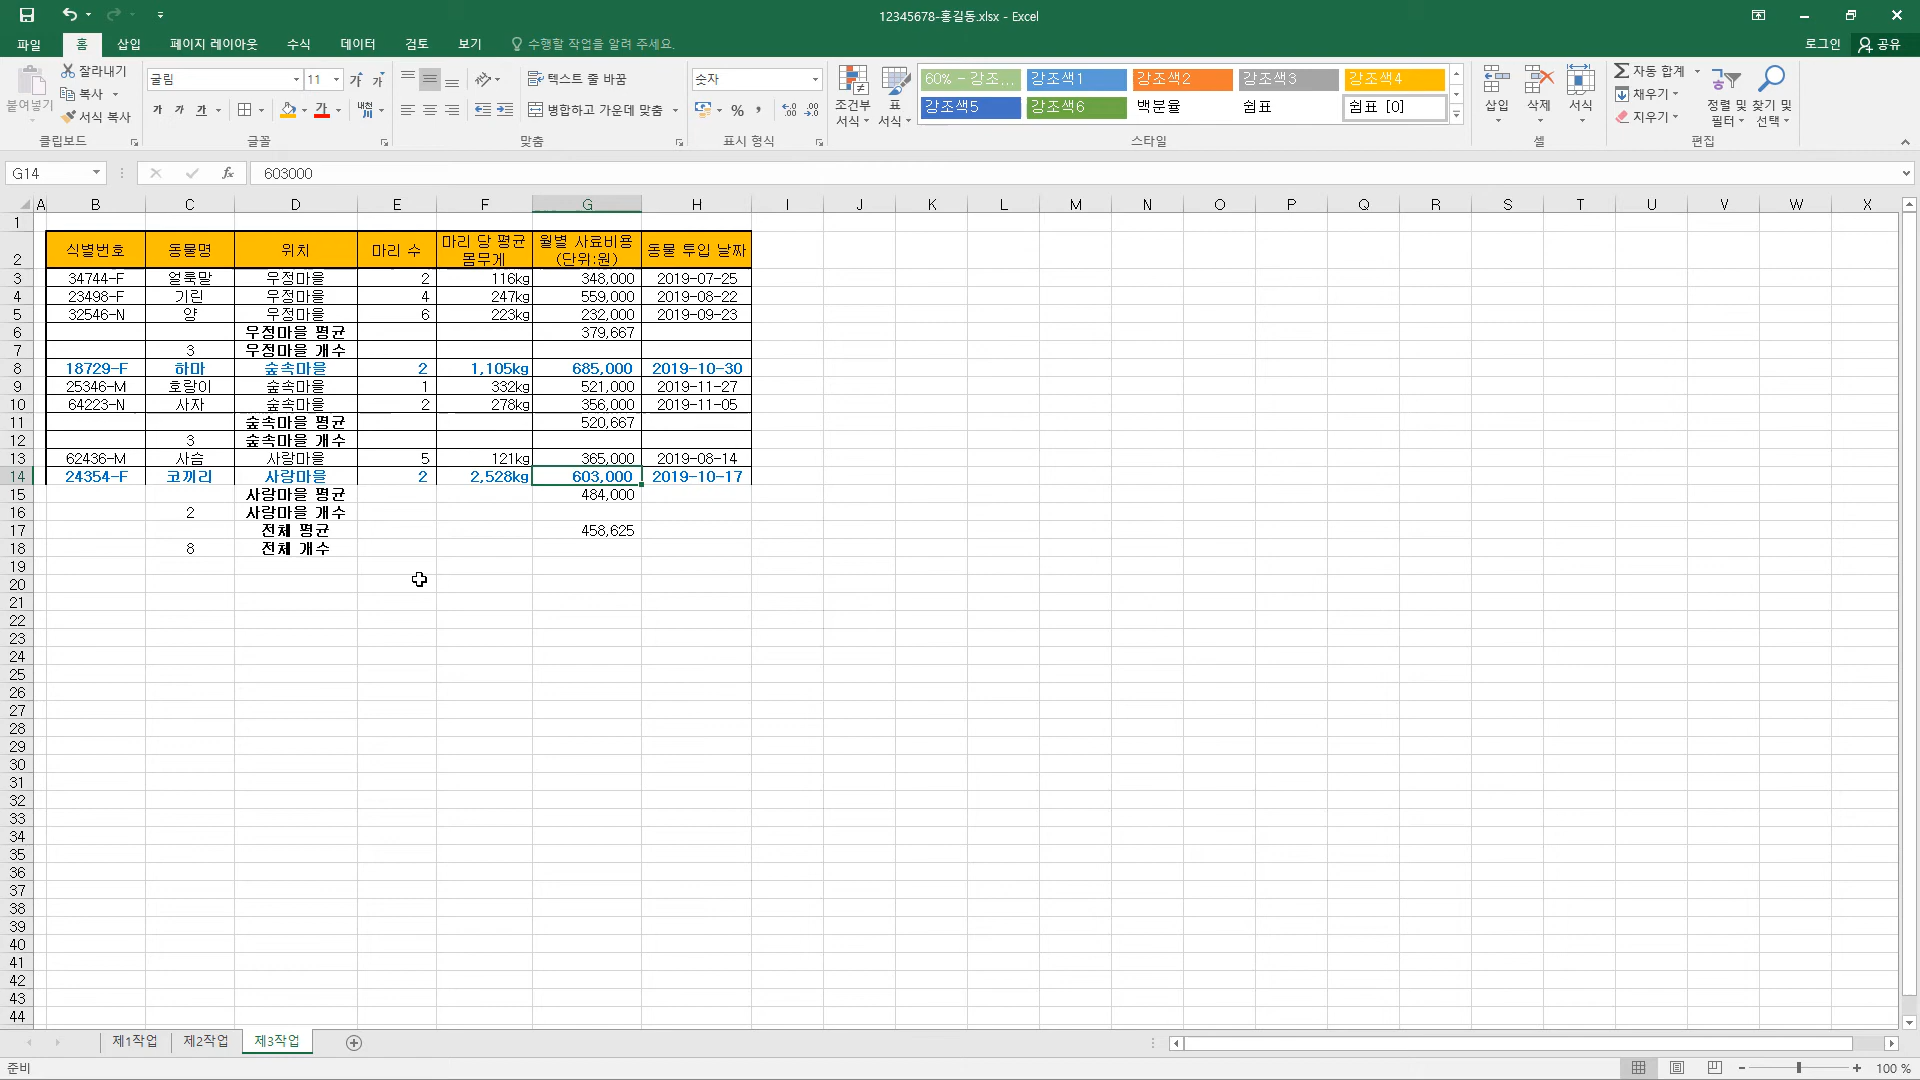 12345678-홍길동.xlsx - Excel
파일 홈 삽입 페이지 레이아웃 수식 데이터 검토 보기 수행할 작업을 알려 주세요. 로그인 공유
붙여넣기 잘라내기 복사 서식 복사 클립보드
굴림 11 가 가 가 가 가 가 내천 글꼴
텍스트 줄 바꿈 병합하고 가운데 맞춤 맞춤
숫자 % , 표시 형식
조건부 서식 표 서식
60% - 강조... 강조색1 강조색2 강조색3 강조색4
강조색5 강조색6 백분율 쉼표 쉼표 [0]
스타일
삽입 삭제 서식 셀
자동 합계 채우기 지우기 정렬 및 필터 찾기 및 선택 편집
G14 fx 603000
A B C D E F G H I J K L M N O P Q R S T U V W X
1
2 식별번호 동물명 위치 마리 수 마리 당 평균 몸무게 월별 사료비용 (단위:원) 동물 투입 날짜
3 34744-F 얼룩말 우정마을 2 116kg 348,000 2019-07-25
4 23498-F 기린 우정마을 4 247kg 559,000 2019-08-22
5 32546-N 양 우정마을 6 223kg 232,000 2019-09-23
6 우정마을 평균 379,667
7 3 우정마을 개수
8 18729-F 하마 숲속마을 2 1,105kg 685,000 2019-10-30
9 25346-M 호랑이 숲속마을 1 332kg 521,000 2019-11-27
10 64223-N 사자 숲속마을 2 278kg 356,000 2019-11-05
11 숲속마을 평균 520,667
12 3 숲속마을 개수
13 62436-M 사슴 사랑마을 5 121kg 365,000 2019-08-14
14 24354-F 코끼리 사랑마을 2 2,528kg 603,000 2019-10-17
15 사랑마을 평균 484,000
16 2 사랑마을 개수
17 전체 평균 458,625
18 8 전체 개수
19
20
21
22
23
24
25
26
27
28
29
30
31
32
33
34
35
36
37
38
39
40
41
42
43
44
제1작업 제2작업 제3작업
준비 100 %